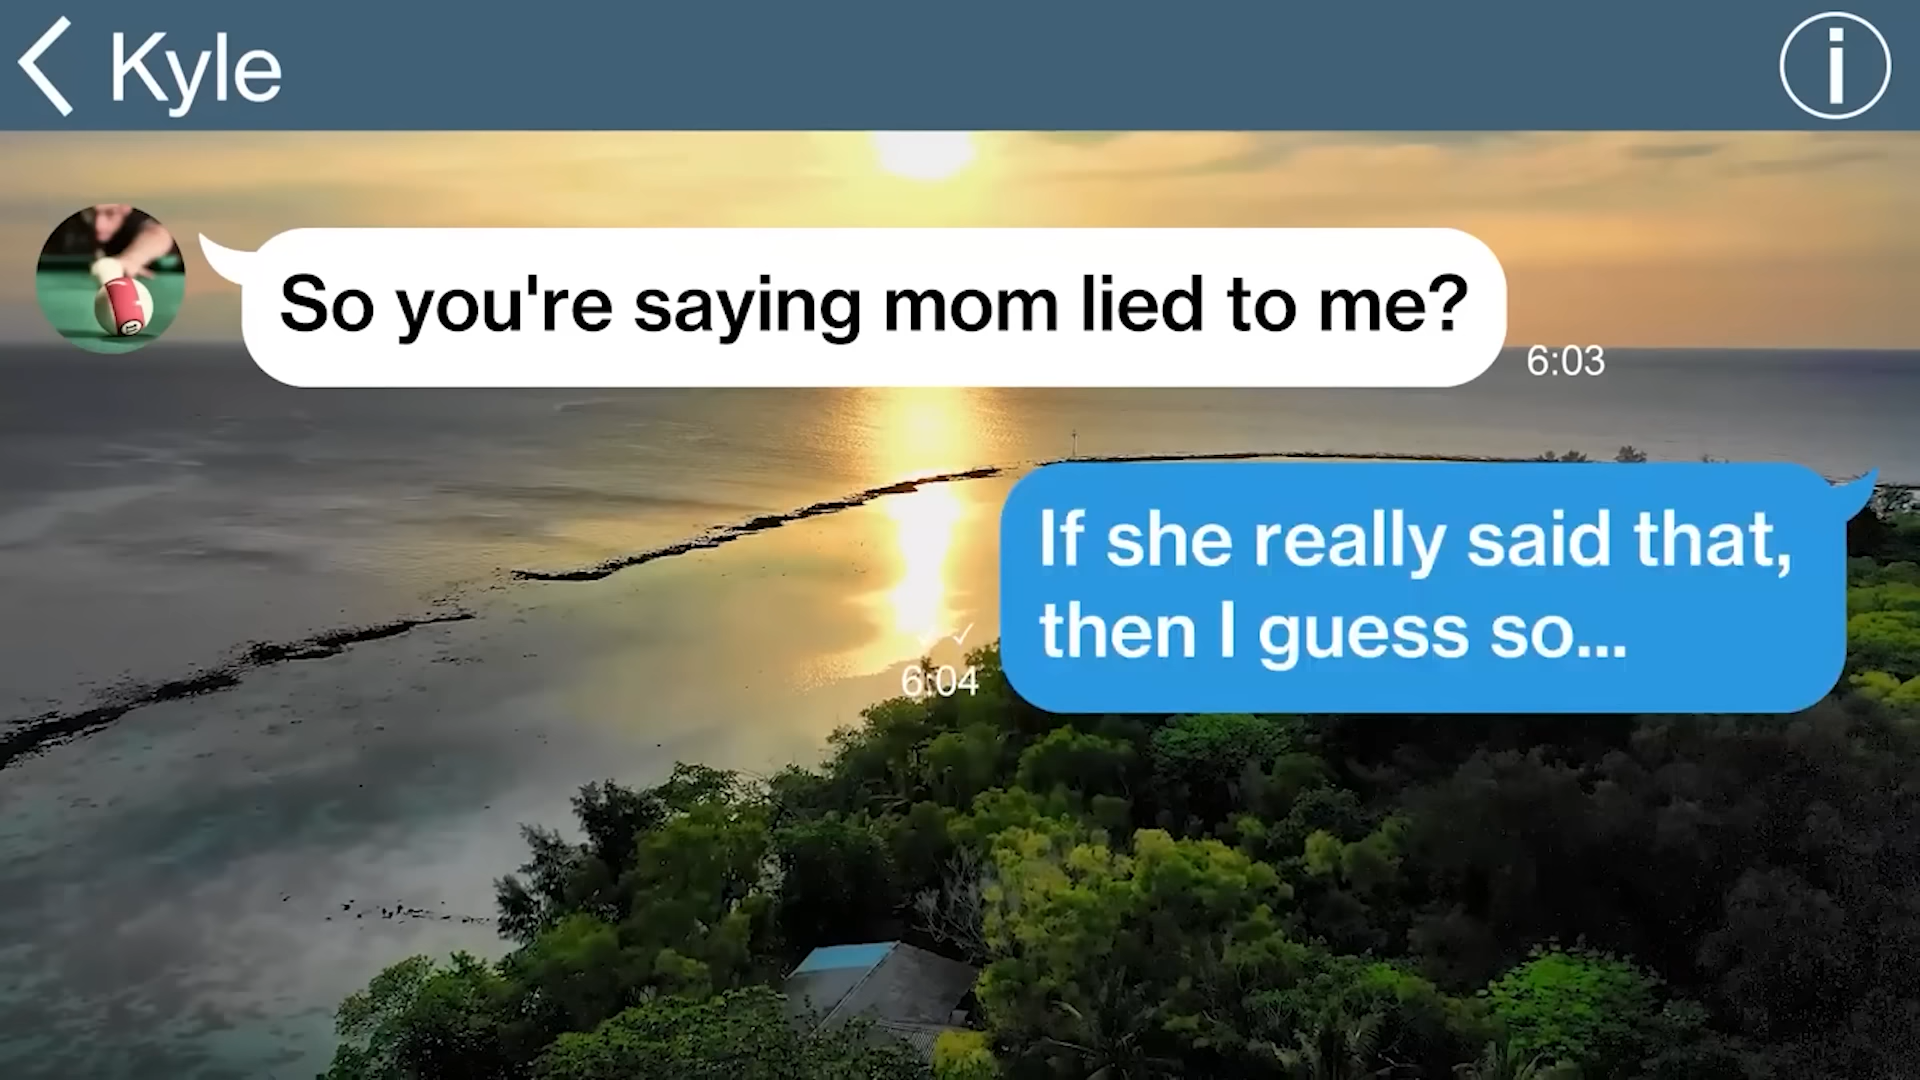 Kyle
So you're saying mom lied to me?
6:03
If she really said that,
then I guess so...
6:04